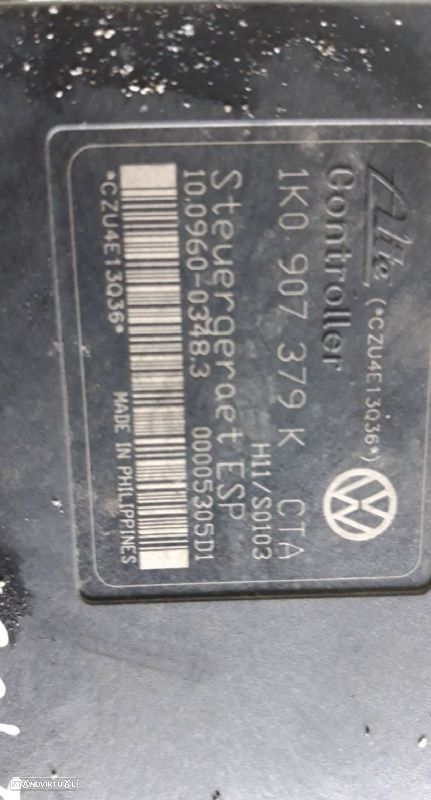 Ate (*CZU4E13Q36*)
Controller
1K0 907 379 K CTA
H11/S0103
Steuergeraet ESP
10.0960-0348.3 00005305D1
*CZU4E13Q36* MADE IN PHILIPPINES
STANDVIRTUAL